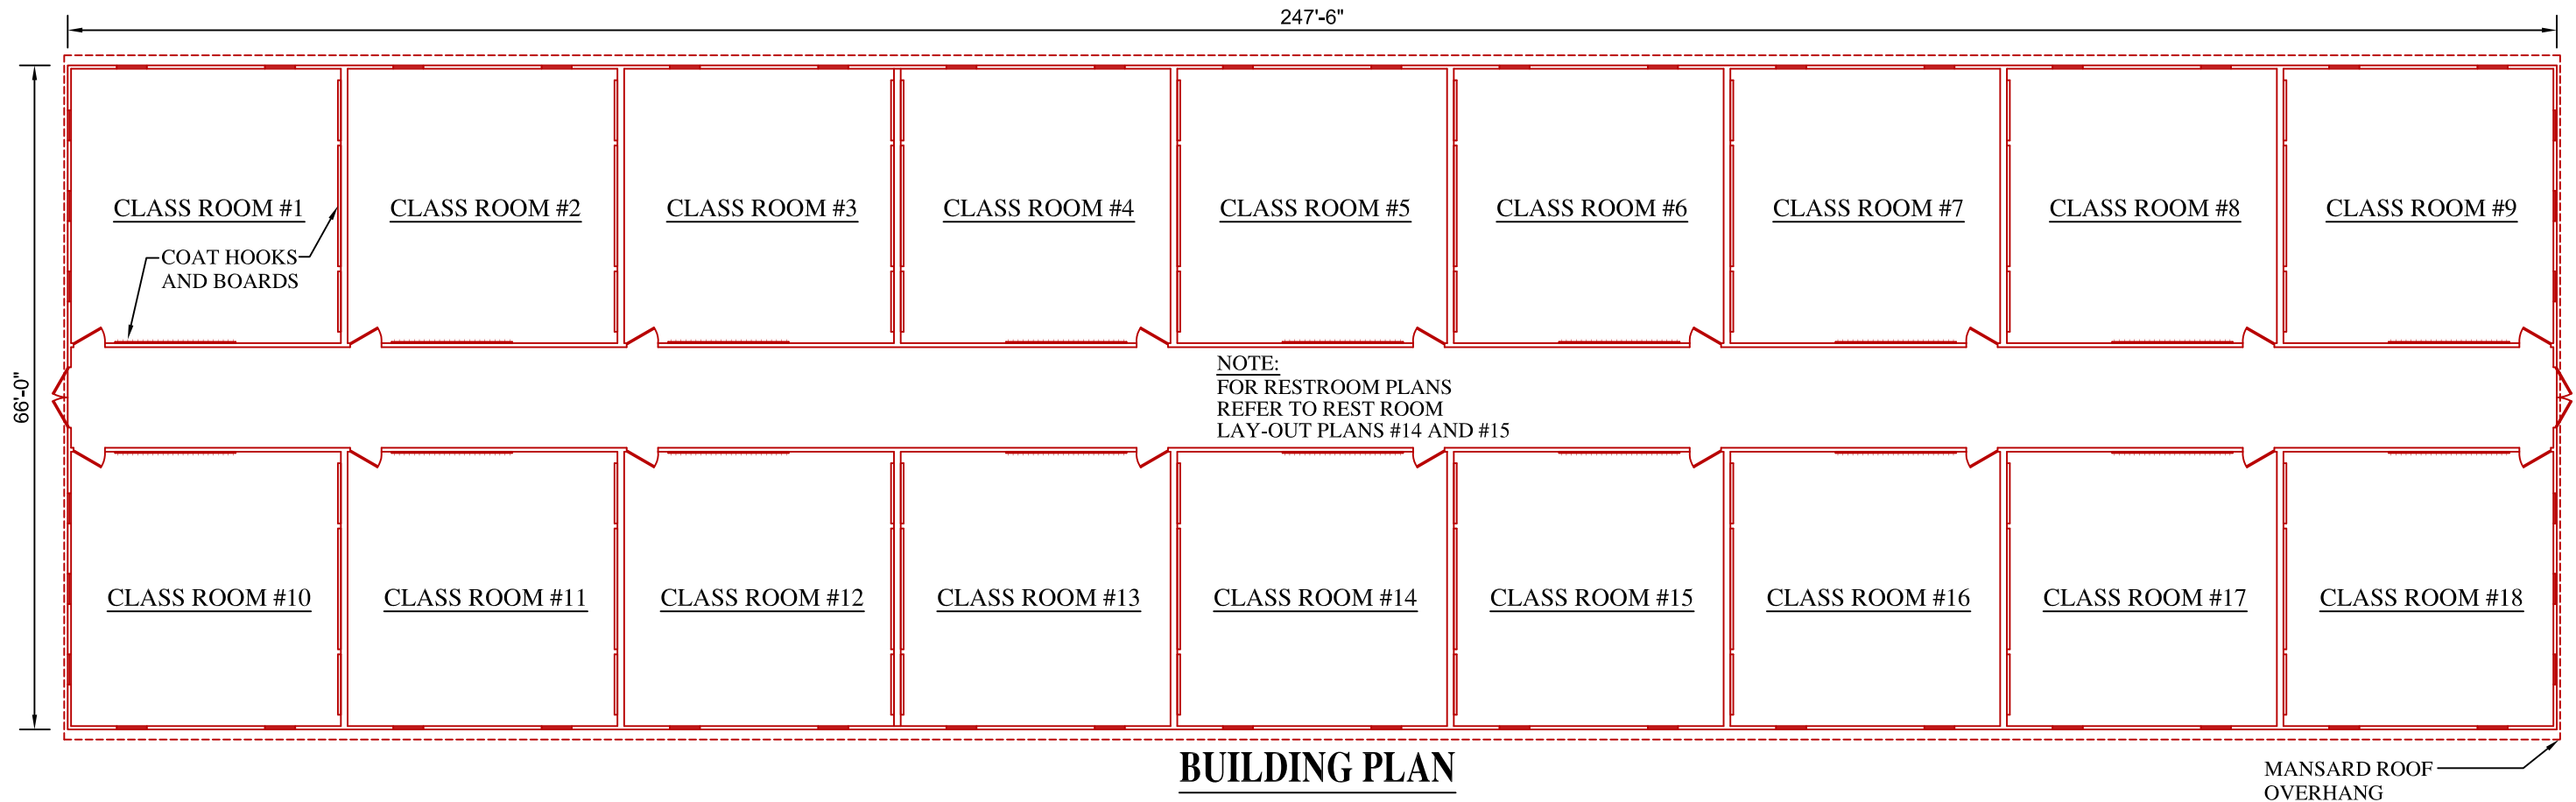 247'-6"
66'-0"
CLASS ROOM #1
CLASS ROOM #2
CLASS ROOM #3
CLASS ROOM #4
CLASS ROOM #5
CLASS ROOM #6
CLASS ROOM #7
CLASS ROOM #8
CLASS ROOM #9
COAT HOOKS
AND BOARDS
NOTE:
FOR RESTROOM PLANS
REFER TO REST ROOM
LAY-OUT PLANS #14 AND #15
CLASS ROOM #10
CLASS ROOM #11
CLASS ROOM #12
CLASS ROOM #13
CLASS ROOM #14
CLASS ROOM #15
CLASS ROOM #16
CLASS ROOM #17
CLASS ROOM #18
BUILDING PLAN
MANSARD ROOF
OVERHANG